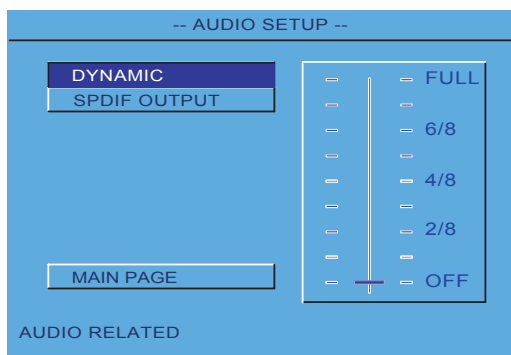 -- AUDIO SETUP --
DYNAMIC
SPDIF OUTPUT
MAIN PAGE
FULL
6/8
4/8
2/8
OFF
AUDIO RELATED